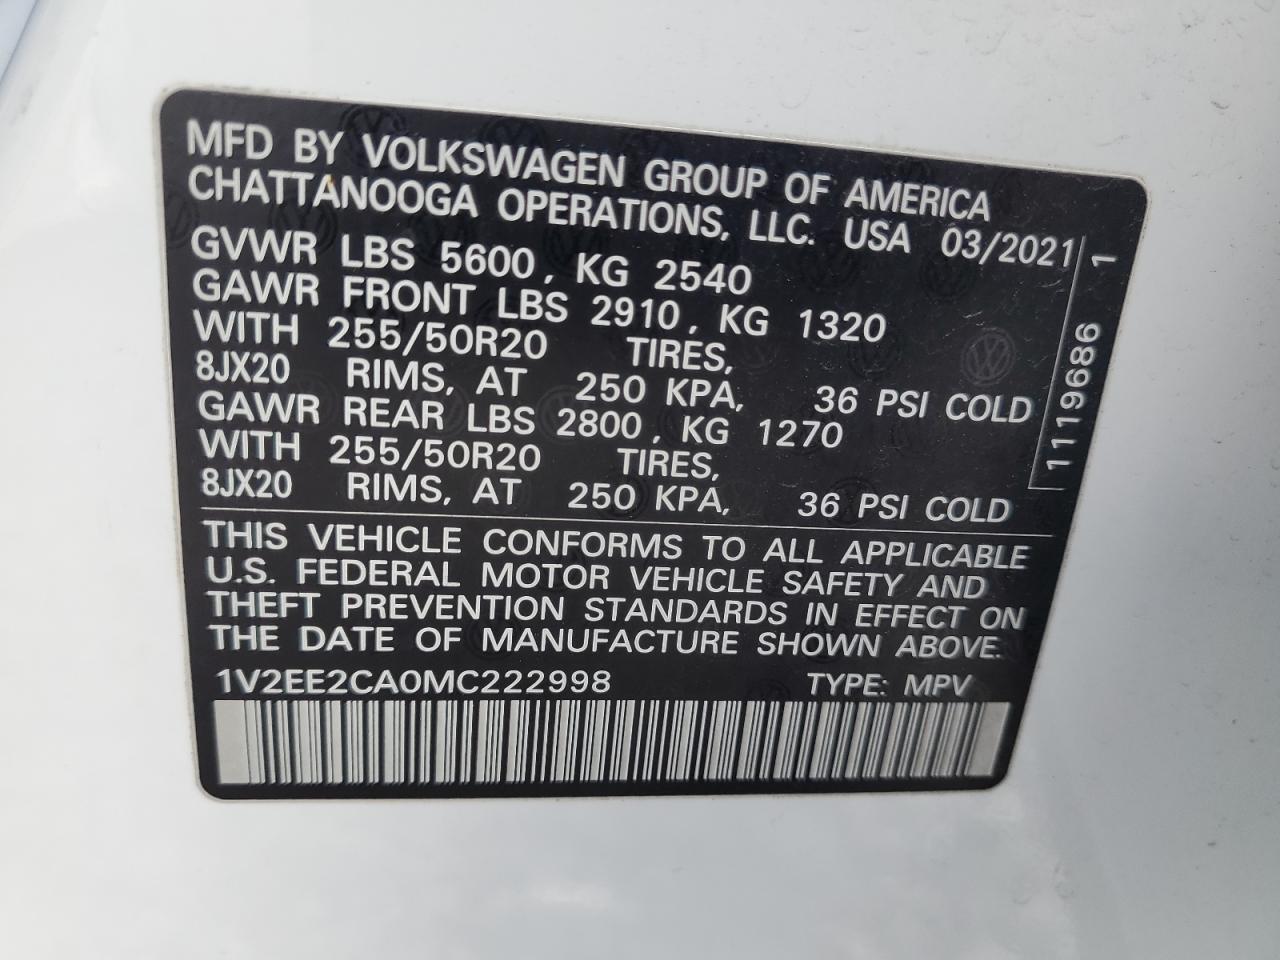 MFD BY VOLKSWAGEN GROUP OF AMERICA
CHATTANOOGA OPERATIONS, LLC. USA 03/2021
GVWR LBS 5600, KG 2540
GAWR FRONT LBS 2910, KG 1320
WITH 255/50R20 TIRES,
8JX20 RIMS, AT 250 KPA, 36 PSI COLD
GAWR REAR LBS 2800, KG 1270
WITH 255/50R20 TIRES,
8JX20 RIMS, AT 250 KPA, 36 PSI COLD
11196886 1
THIS VEHICLE CONFORMS TO ALL APPLICABLE
U.S. FEDERAL MOTOR VEHICLE SAFETY AND
THEFT PREVENTION STANDARDS IN EFFECT ON
THE DATE OF MANUFACTURE SHOWN ABOVE.
1V2EE2CA0MC222998 TYPE: MPV